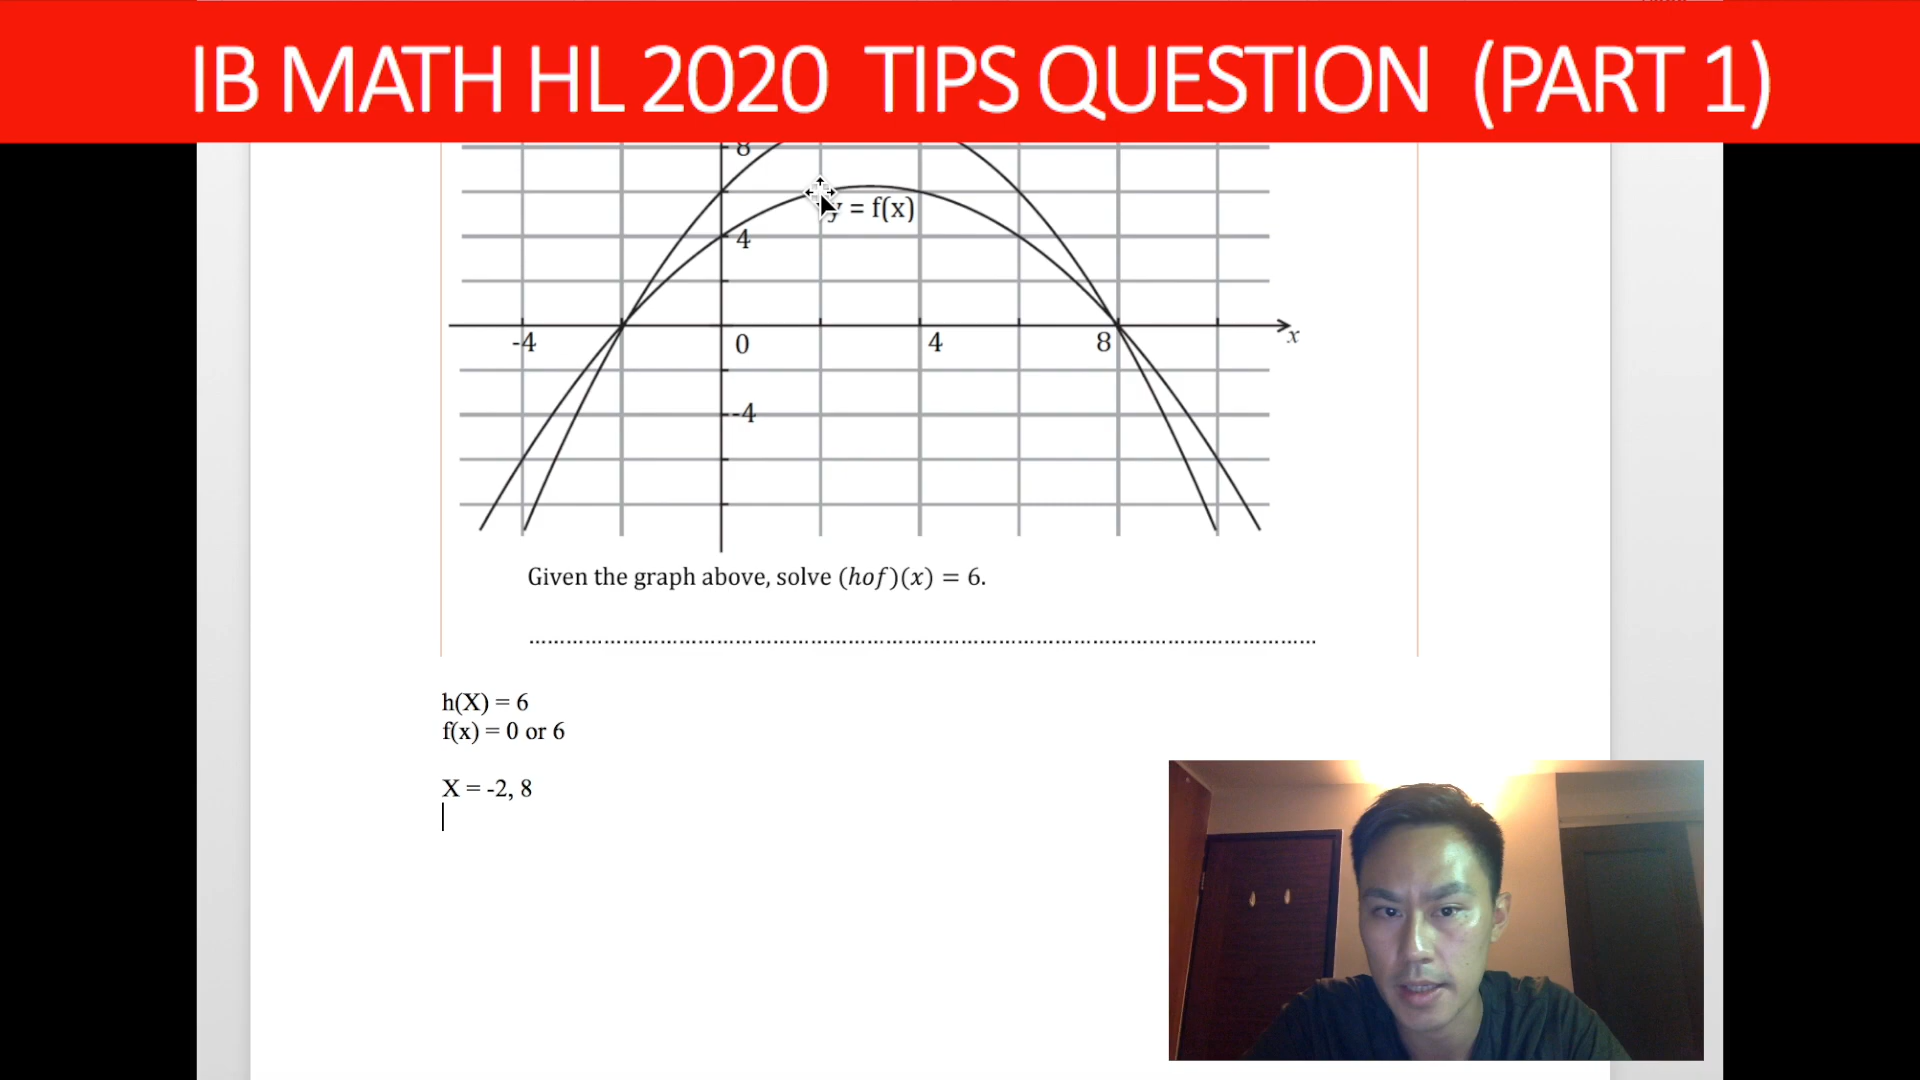 IB MATH HL 2020 TIPS QUESTION (PART 1)
8
y = f(x)
4
-4
0
4
8
x
-4
Given the graph above, solve (hof)(x) = 6.
h(X) = 6
f(x) = 0 or 6
X = -2, 8